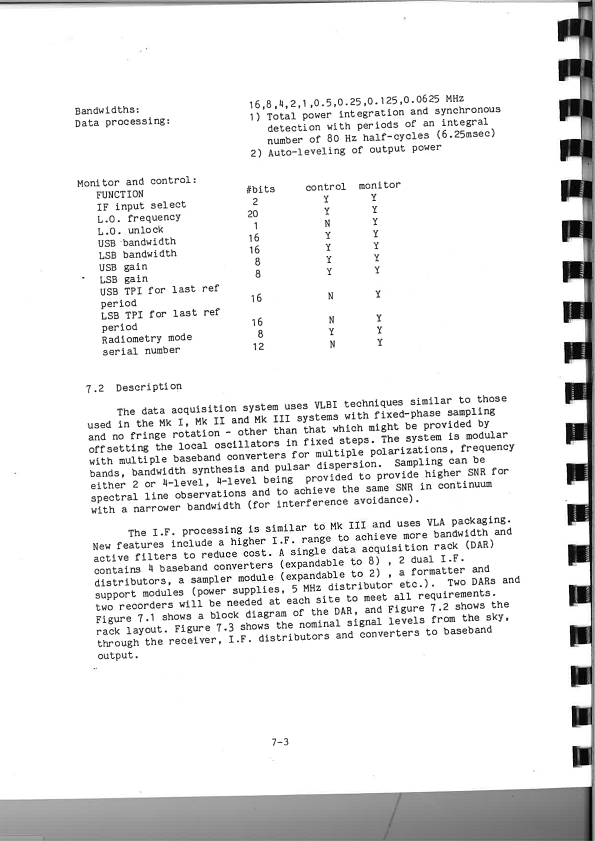 Bandwidths: 16,8,4,2,1,0.5,0.25,0.125,0.0625 MHz
Data processing: 1) Total power integration and synchronous
detection with periods of an integral
number of 80 Hz half-cycles (6.25msec)
2) Auto-leveling of output power
Monitor and control:
FUNCTION #bits control monitor
IF input select 2 Y Y
L.O. frequency 20 Y Y
L.O. unlock 1 N Y
USB bandwidth 16 Y Y
LSB bandwidth 16 Y Y
USB gain 8 Y Y
LSB gain 8 Y Y
USB TPI for last ref
period 16 N Y
LSB TPI for last ref
period 16 N Y
Radiometry mode 8 Y Y
serial number 12 N Y
7.2 Description
The data acquisition system uses VLBI techniques similar to those
used in the Mk I, Mk II and Mk III systems with fixed-phase sampling
and no fringe rotation - other than that which might be provided by
offsetting the local oscillators in fixed steps. The system is modular
with multiple baseband converters for multiple polarizations, frequency
bands, bandwidth synthesis and pulsar dispersion. Sampling can be
either 2 or 4-level, 4-level being provided to provide higher SNR for
spectral line observations and to achieve the same SNR in continuum
with a narrower bandwidth (for interference avoidance).
The I.F. processing is similar to Mk III and uses VLA packaging.
New features include a higher I.F. range to achieve more bandwidth and
active filters to reduce cost. A single data acquisition rack (DAR)
contains 4 baseband converters (expandable to 8) , 2 dual I.F.
distributors, a sampler module (expandable to 2) , a formatter and
support modules (power supplies, 5 MHz distributor etc.). Two DARs and
two recorders will be needed at each site to meet all requirements.
Figure 7.1 shows a block diagram of the DAR, and Figure 7.2 shows the
rack layout. Figure 7.3 shows the nominal signal levels from the sky,
through the receiver, I.F. distributors and converters to baseband
output.
7-3